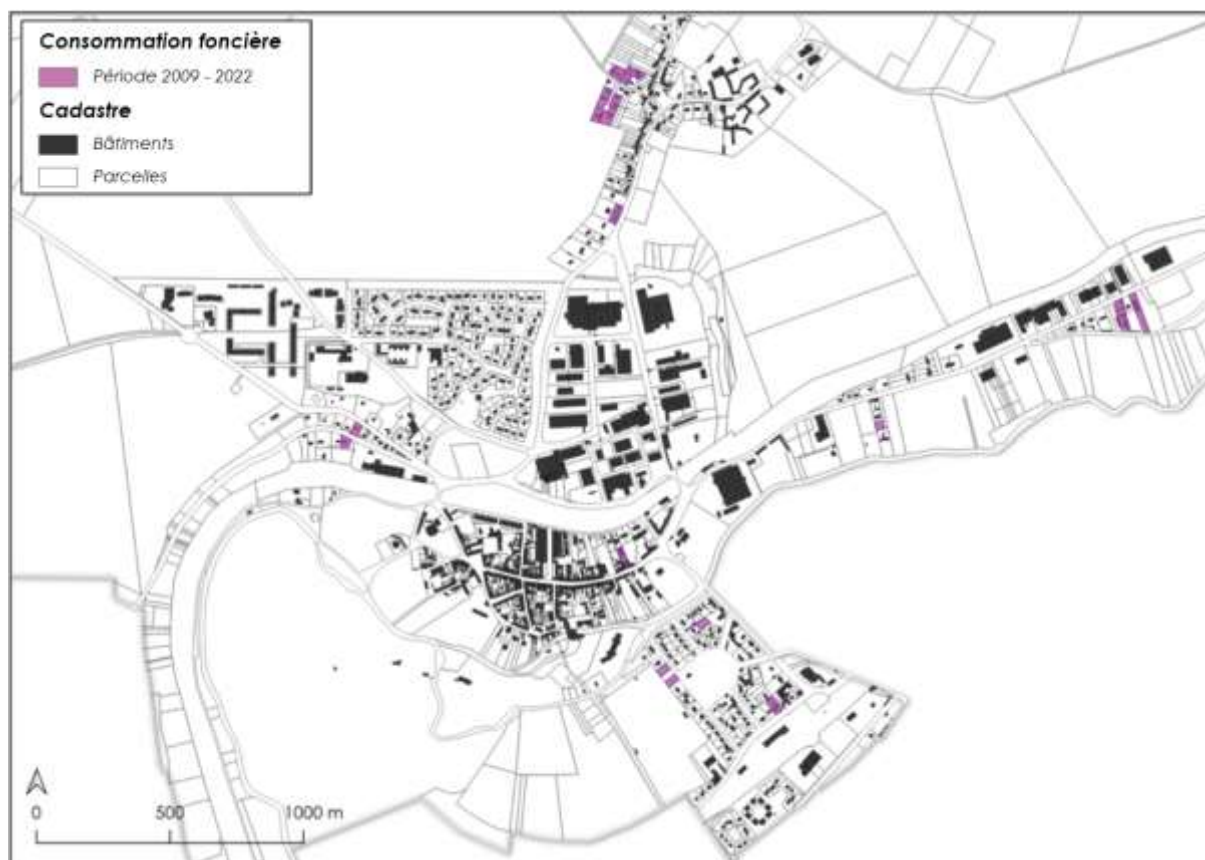 Consommation foncière
Période 2009 - 2022
Cadastre
Bâtiments
Parcelles
0 500 1000 m